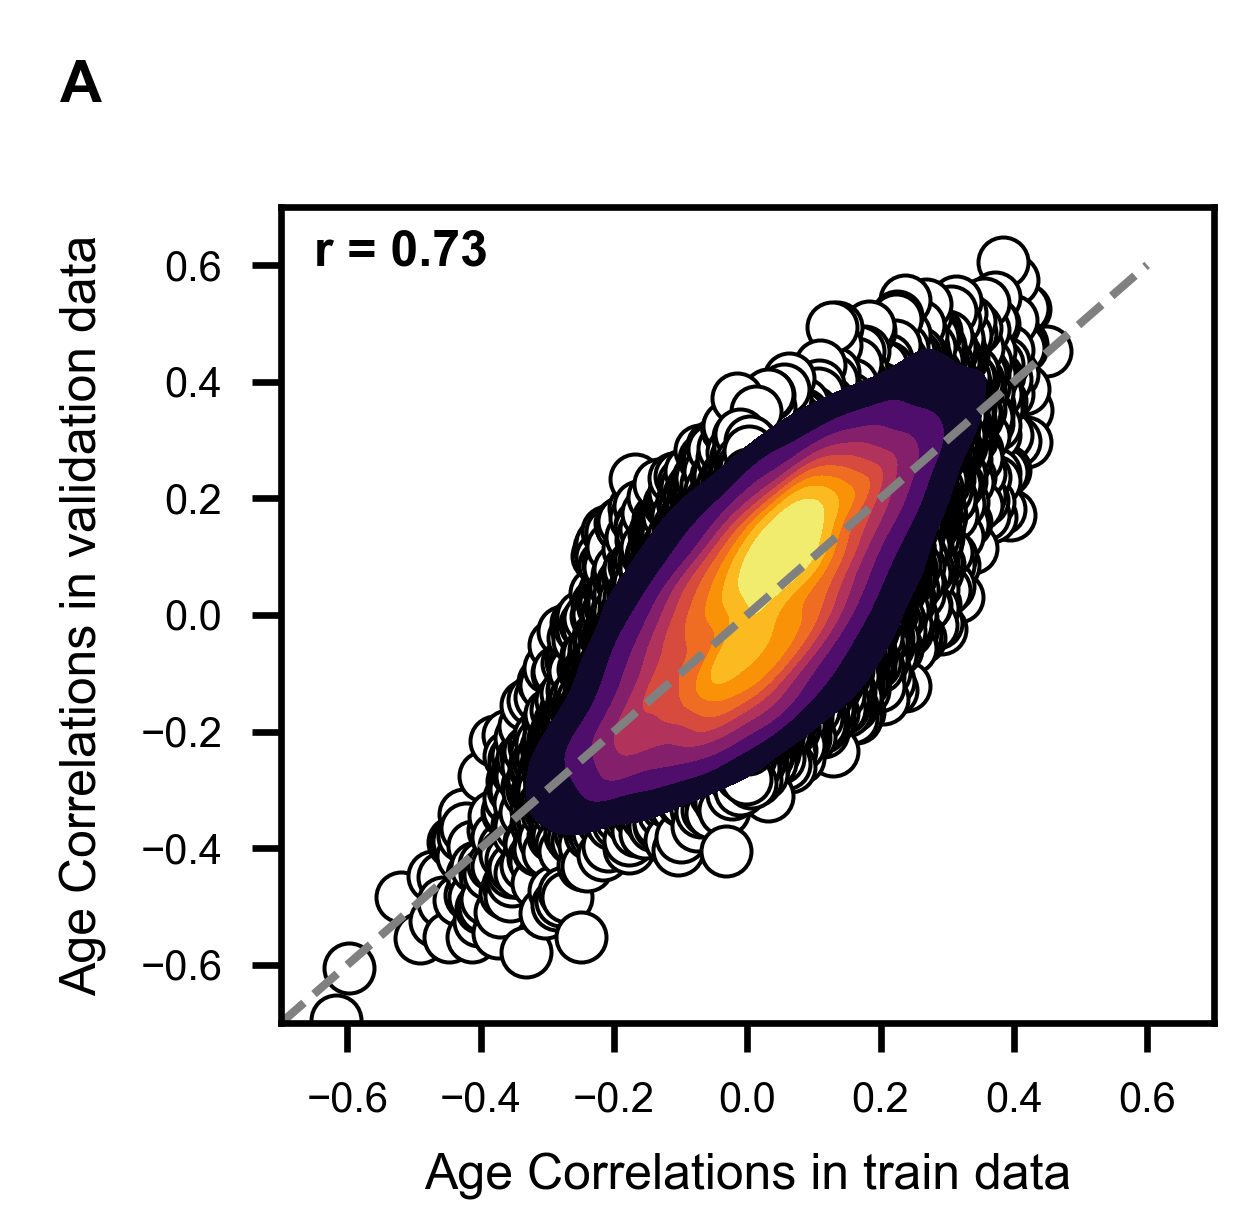 A
r = 0.73
Age Correlations in validation data
0.6
0.4
0.2
0.0
−0.2
−0.4
−0.6
−0.6 −0.4 −0.2 0.0 0.2 0.4 0.6
Age Correlations in train data